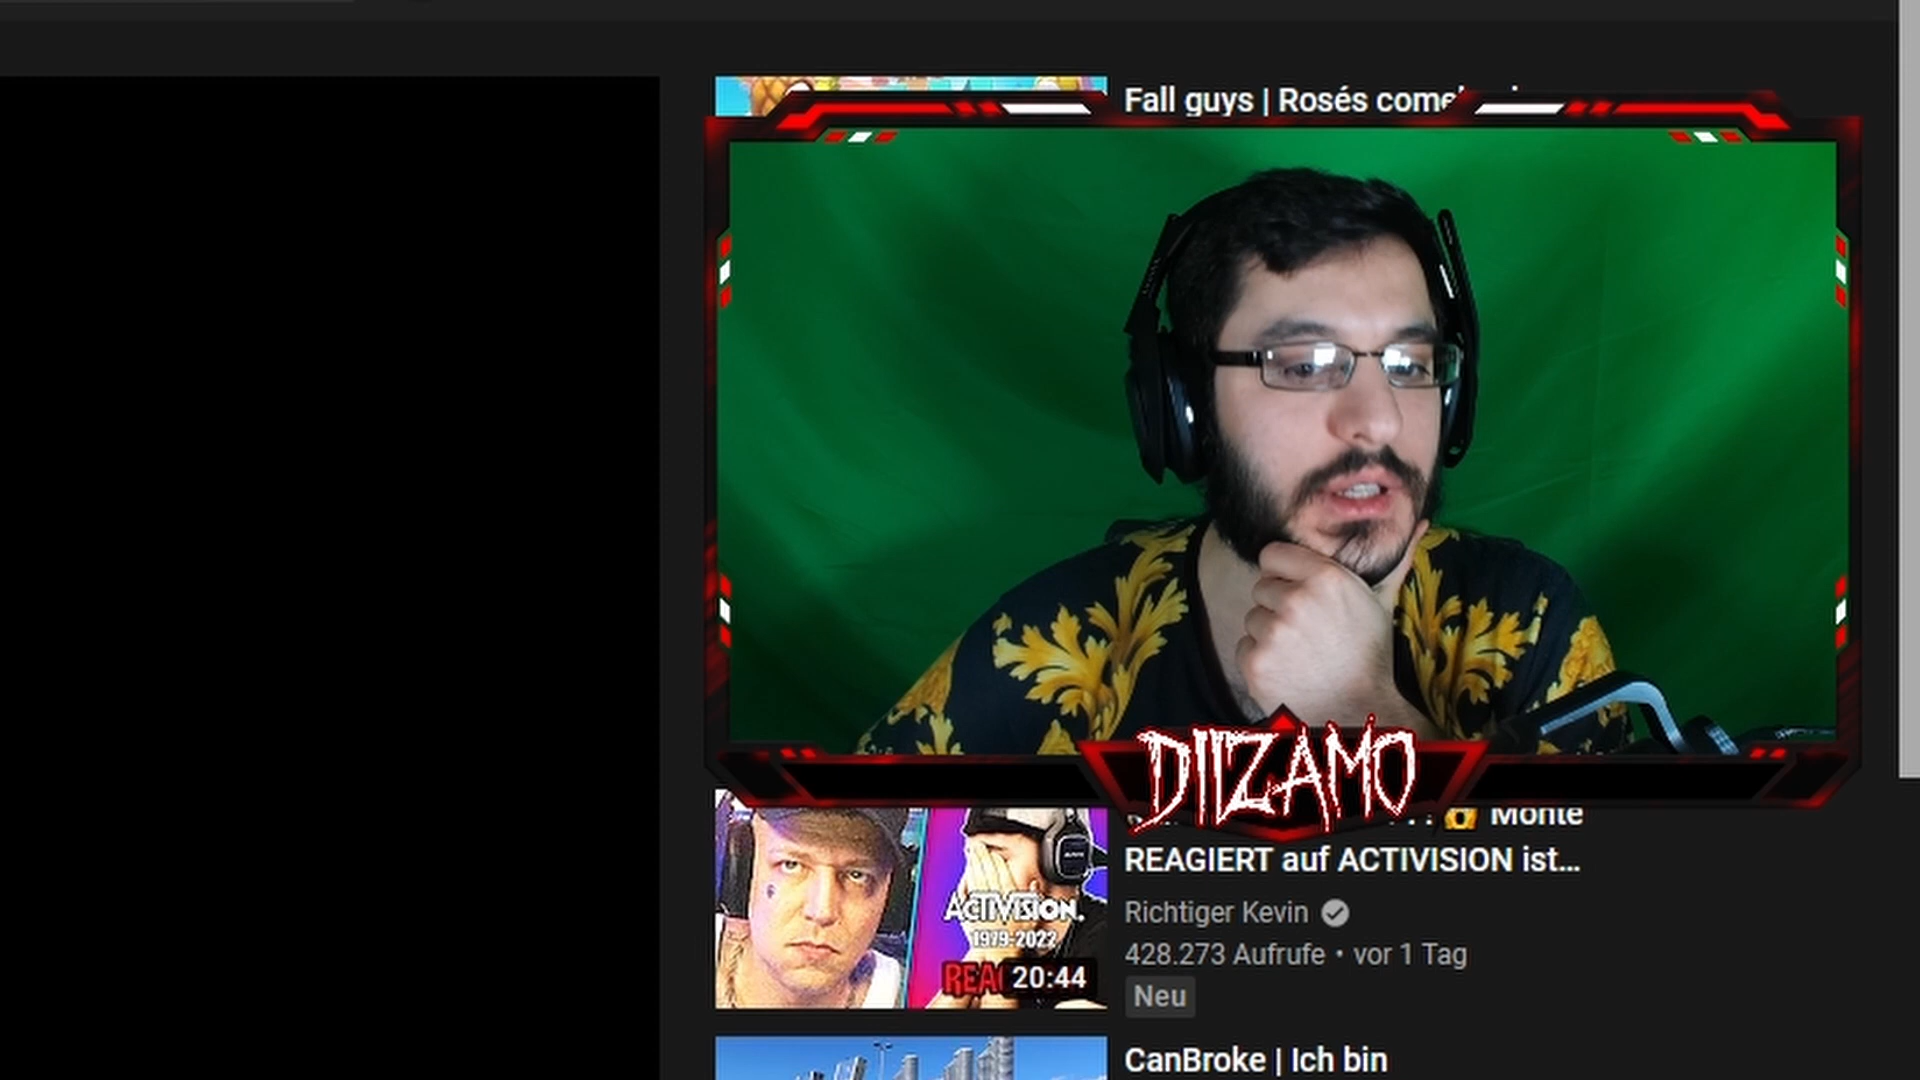 Fall guys | Rosés
DIIZAMO
Monte
REAGIERT auf ACTIVISION ist...
Richtiger Kevin
428.273 Aufrufe • vor 1 Tag
Neu
ACTIVISION.
1979-2022
20:44
CanBroke | Ich bin